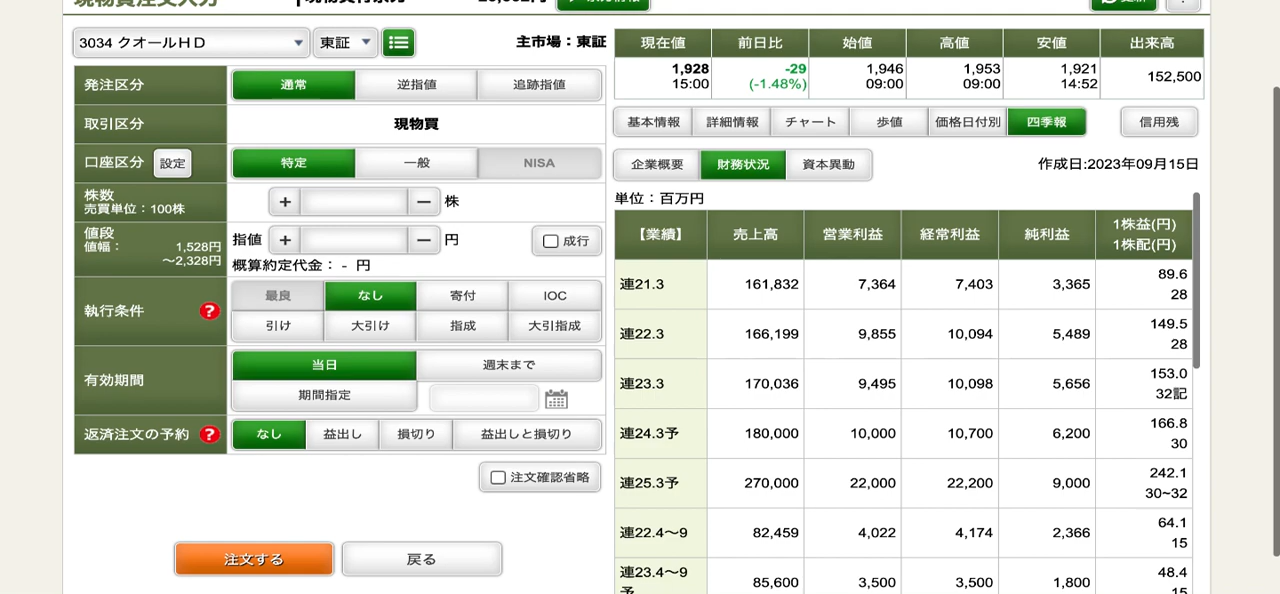 3034 クオールＨＤ
東証
主市場：東証
発注区分
通常 逆指値 追跡指値
取引区分
現物買
口座区分 設定
特定 一般 NISA
株数
売買単位：100株
+ － 株
値段
値幅： 1,528円
～2,328円
指値 + － 円
成行
概算約定代金： - 円
執行条件 ?
最良 なし 寄付 IOC
引け 大引け 指成 大引指成
有効期間
当日 週末まで
期間指定
返済注文の予約 ?
なし 益出し 損切り 益出しと損切り
注文確認省略
注文する 戻る
現在値 前日比 始値 高値 安値 出来高
1,928 -29 1,946 1,953 1,921 152,500
15:00 (-1.48%) 09:00 09:00 14:52
基本情報 詳細情報 チャート 歩値 価格日付別 四季報 信用残
企業概要 財務状況 資本異動
作成日:2023年09月15日
単位：百万円
【業績】 売上高 営業利益 経常利益 純利益 1株益(円)
1株配(円)
連21.3 161,832 7,364 7,403 3,365 89.6
28
連22.3 166,199 9,855 10,094 5,489 149.5
28
連23.3 170,036 9,495 10,098 5,656 153.0
32記
連24.3予 180,000 10,000 10,700 6,200 166.8
30
連25.3予 270,000 22,000 22,200 9,000 242.1
30~32
連22.4～9 82,459 4,022 4,174 2,366 64.1
15
連23.4～9
予 85,600 3,500 3,500 1,800 48.4
15